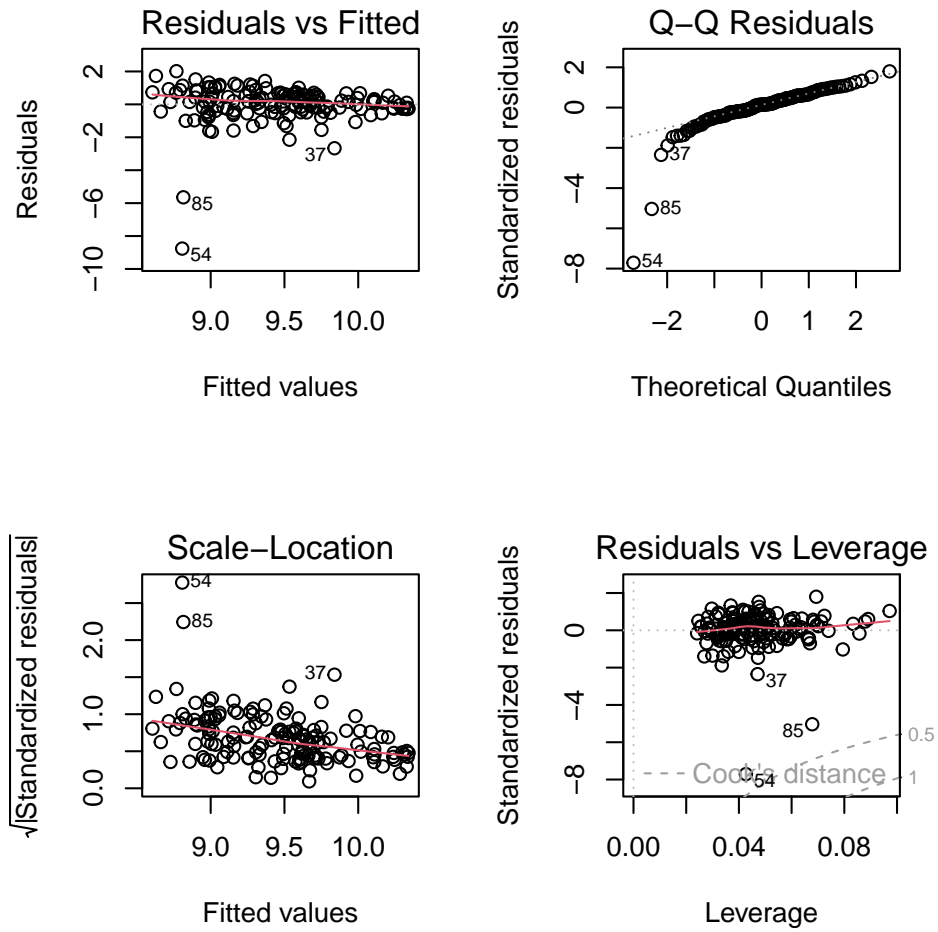 Residuals vs Fitted
Residuals
2
−2
−6
−10
37
85
54
9.0 9.5 10.0
Fitted values
Q−Q Residuals
Standardized residuals
2
0
−4
−8
37
85
54
−2 0 1 2
Theoretical Quantiles
Scale−Location
√|Standardized residuals|
2.0
1.0
0.0
54
85
37
9.0 9.5 10.0
Fitted values
Residuals vs Leverage
Standardized residuals
0
−4
−8
37
85
0.5
Cook's distance
54
1
0.00 0.04 0.08
Leverage